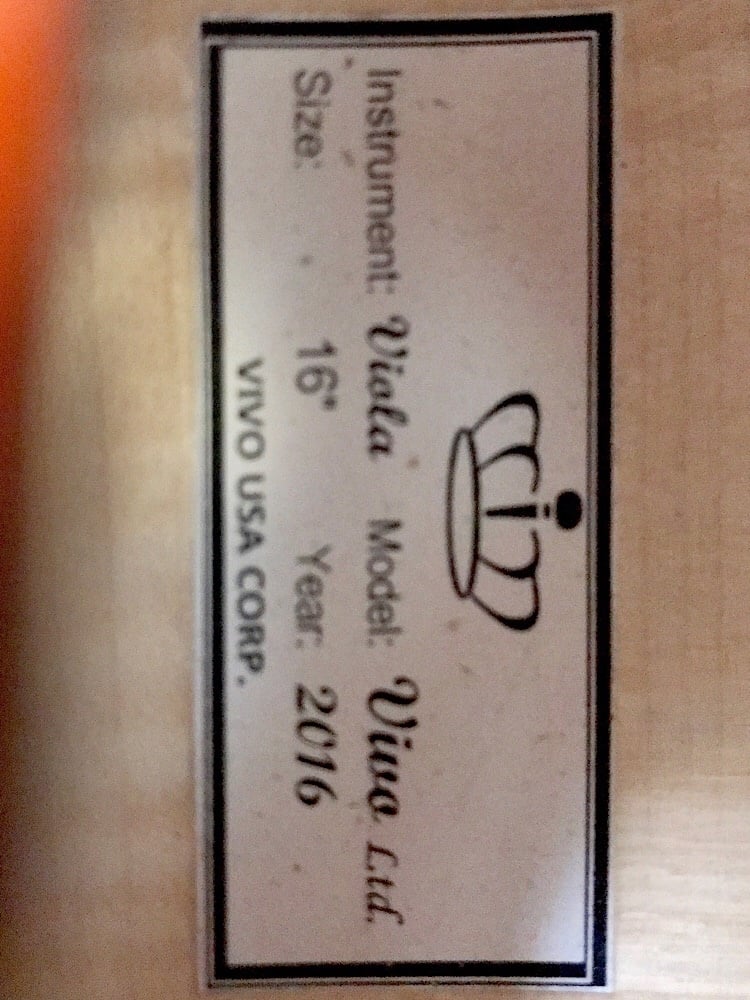 Instrument: Viola Model: Vivo Ltd.
Size: 16" Year: 2016
VIVO USA CORP.